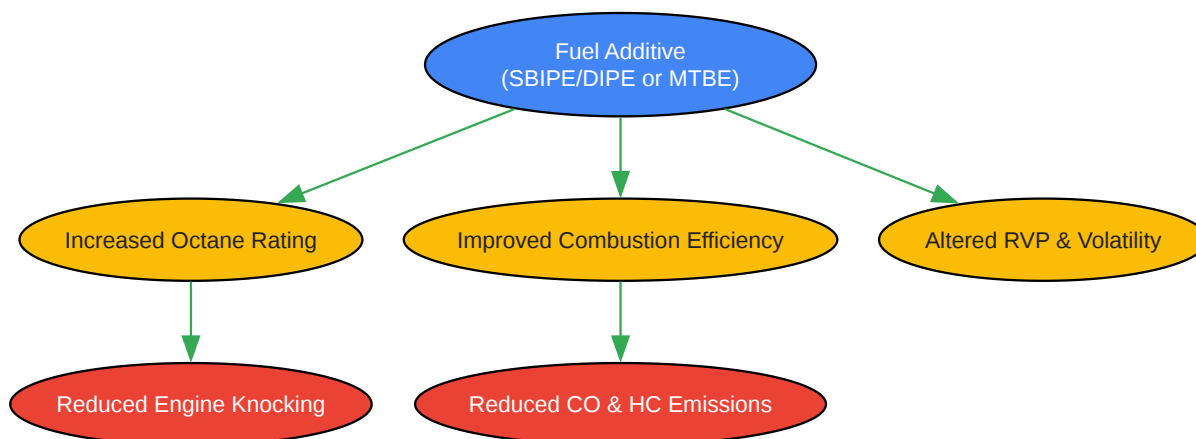 Fuel Additive
(SBIPE/DIPE or MTBE)
Increased Octane Rating
Improved Combustion Efficiency
Altered RVP & Volatility
Reduced Engine Knocking
Reduced CO & HC Emissions